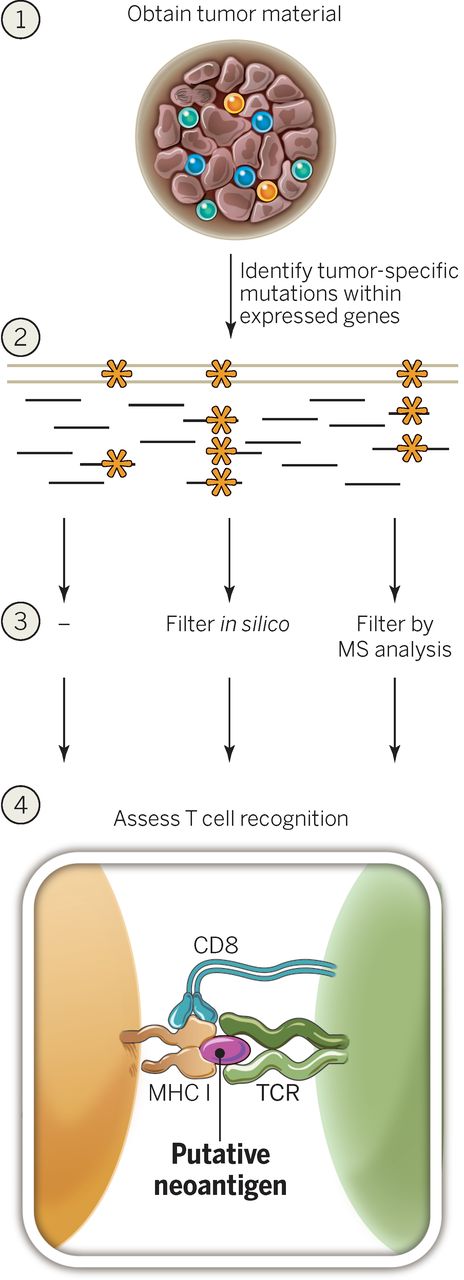 1
Obtain tumor material
Identify tumor-specific
mutations within
expressed genes
2
3
–
Filter in silico
Filter by
MS analysis
4
Assess T cell recognition
CD8
MHC I
TCR
Putative
neoantigen